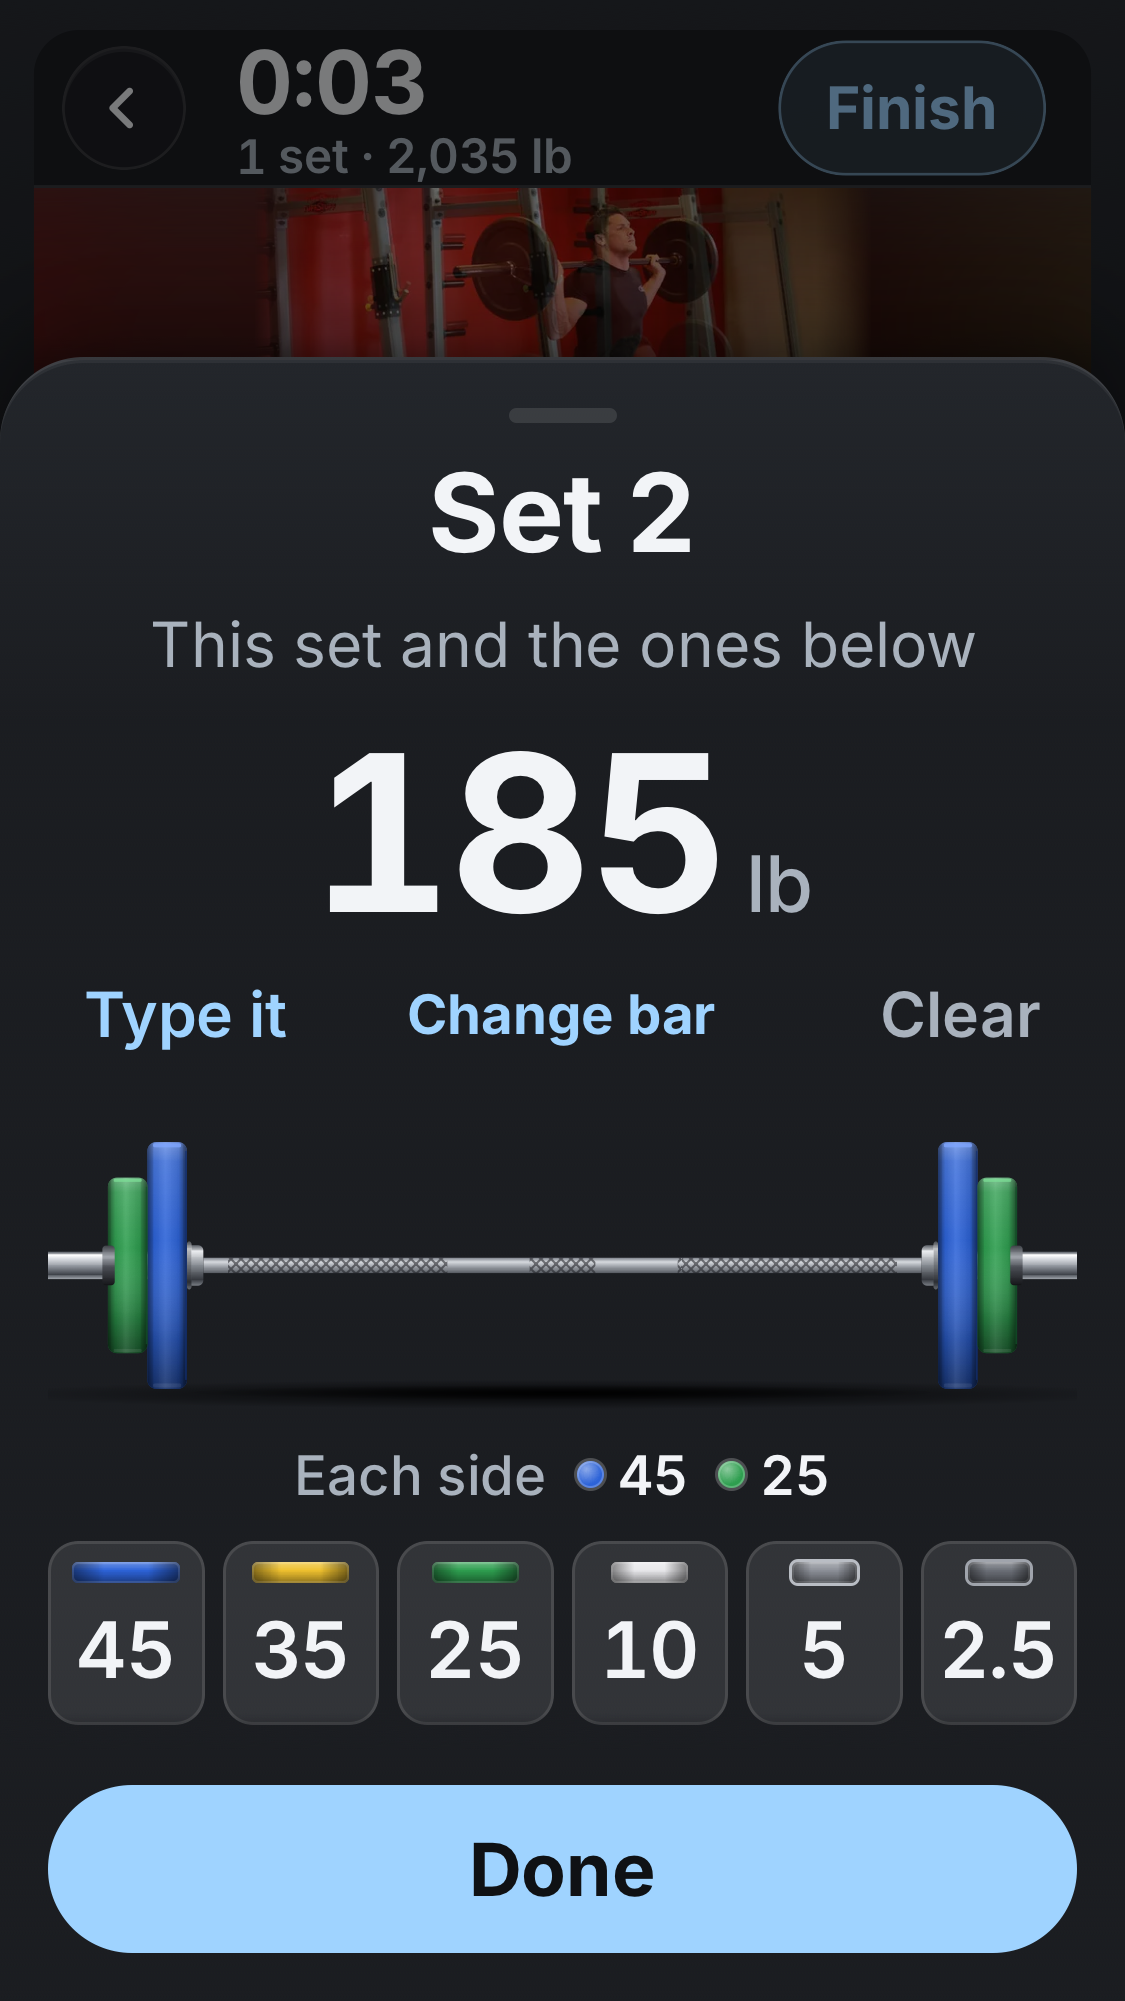 0:03
Finish
1 set · 2,035 lb
Set 2
This set and the ones below
185 lb
Type it Change bar Clear
Each side 45 25
45 35 25 10 5 2.5
Done